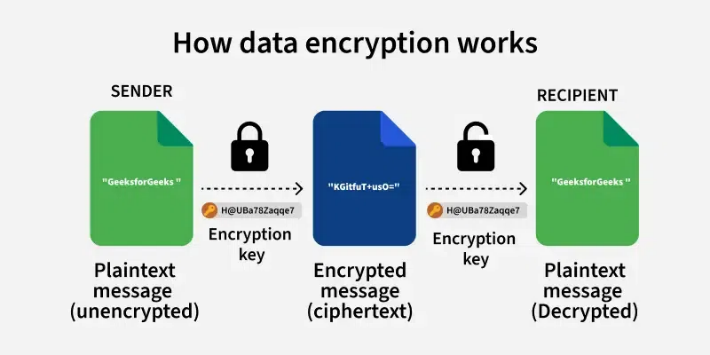 How data encryption works
SENDER
RECIPIENT
"GeeksforGeeks "
"KGitfuT+usO="
"GeeksforGeeks "
H@UBa78Zaqqe7
H@UBa78Zaqqe7
Encryption
key
Encryption
key
Plaintext
message
(unencrypted)
Encrypted
message
(ciphertext)
Plaintext
message
(Decrypted)